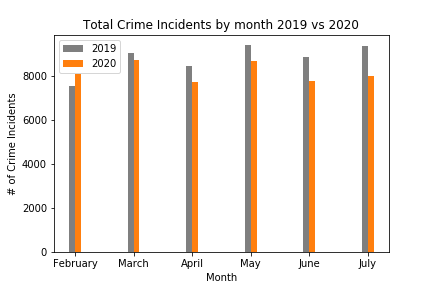 Total Crime Incidents by month 2019 vs 2020
2019
2020
8000
6000
4000
2000
0
# of Crime Incidents
February March April May June July
Month